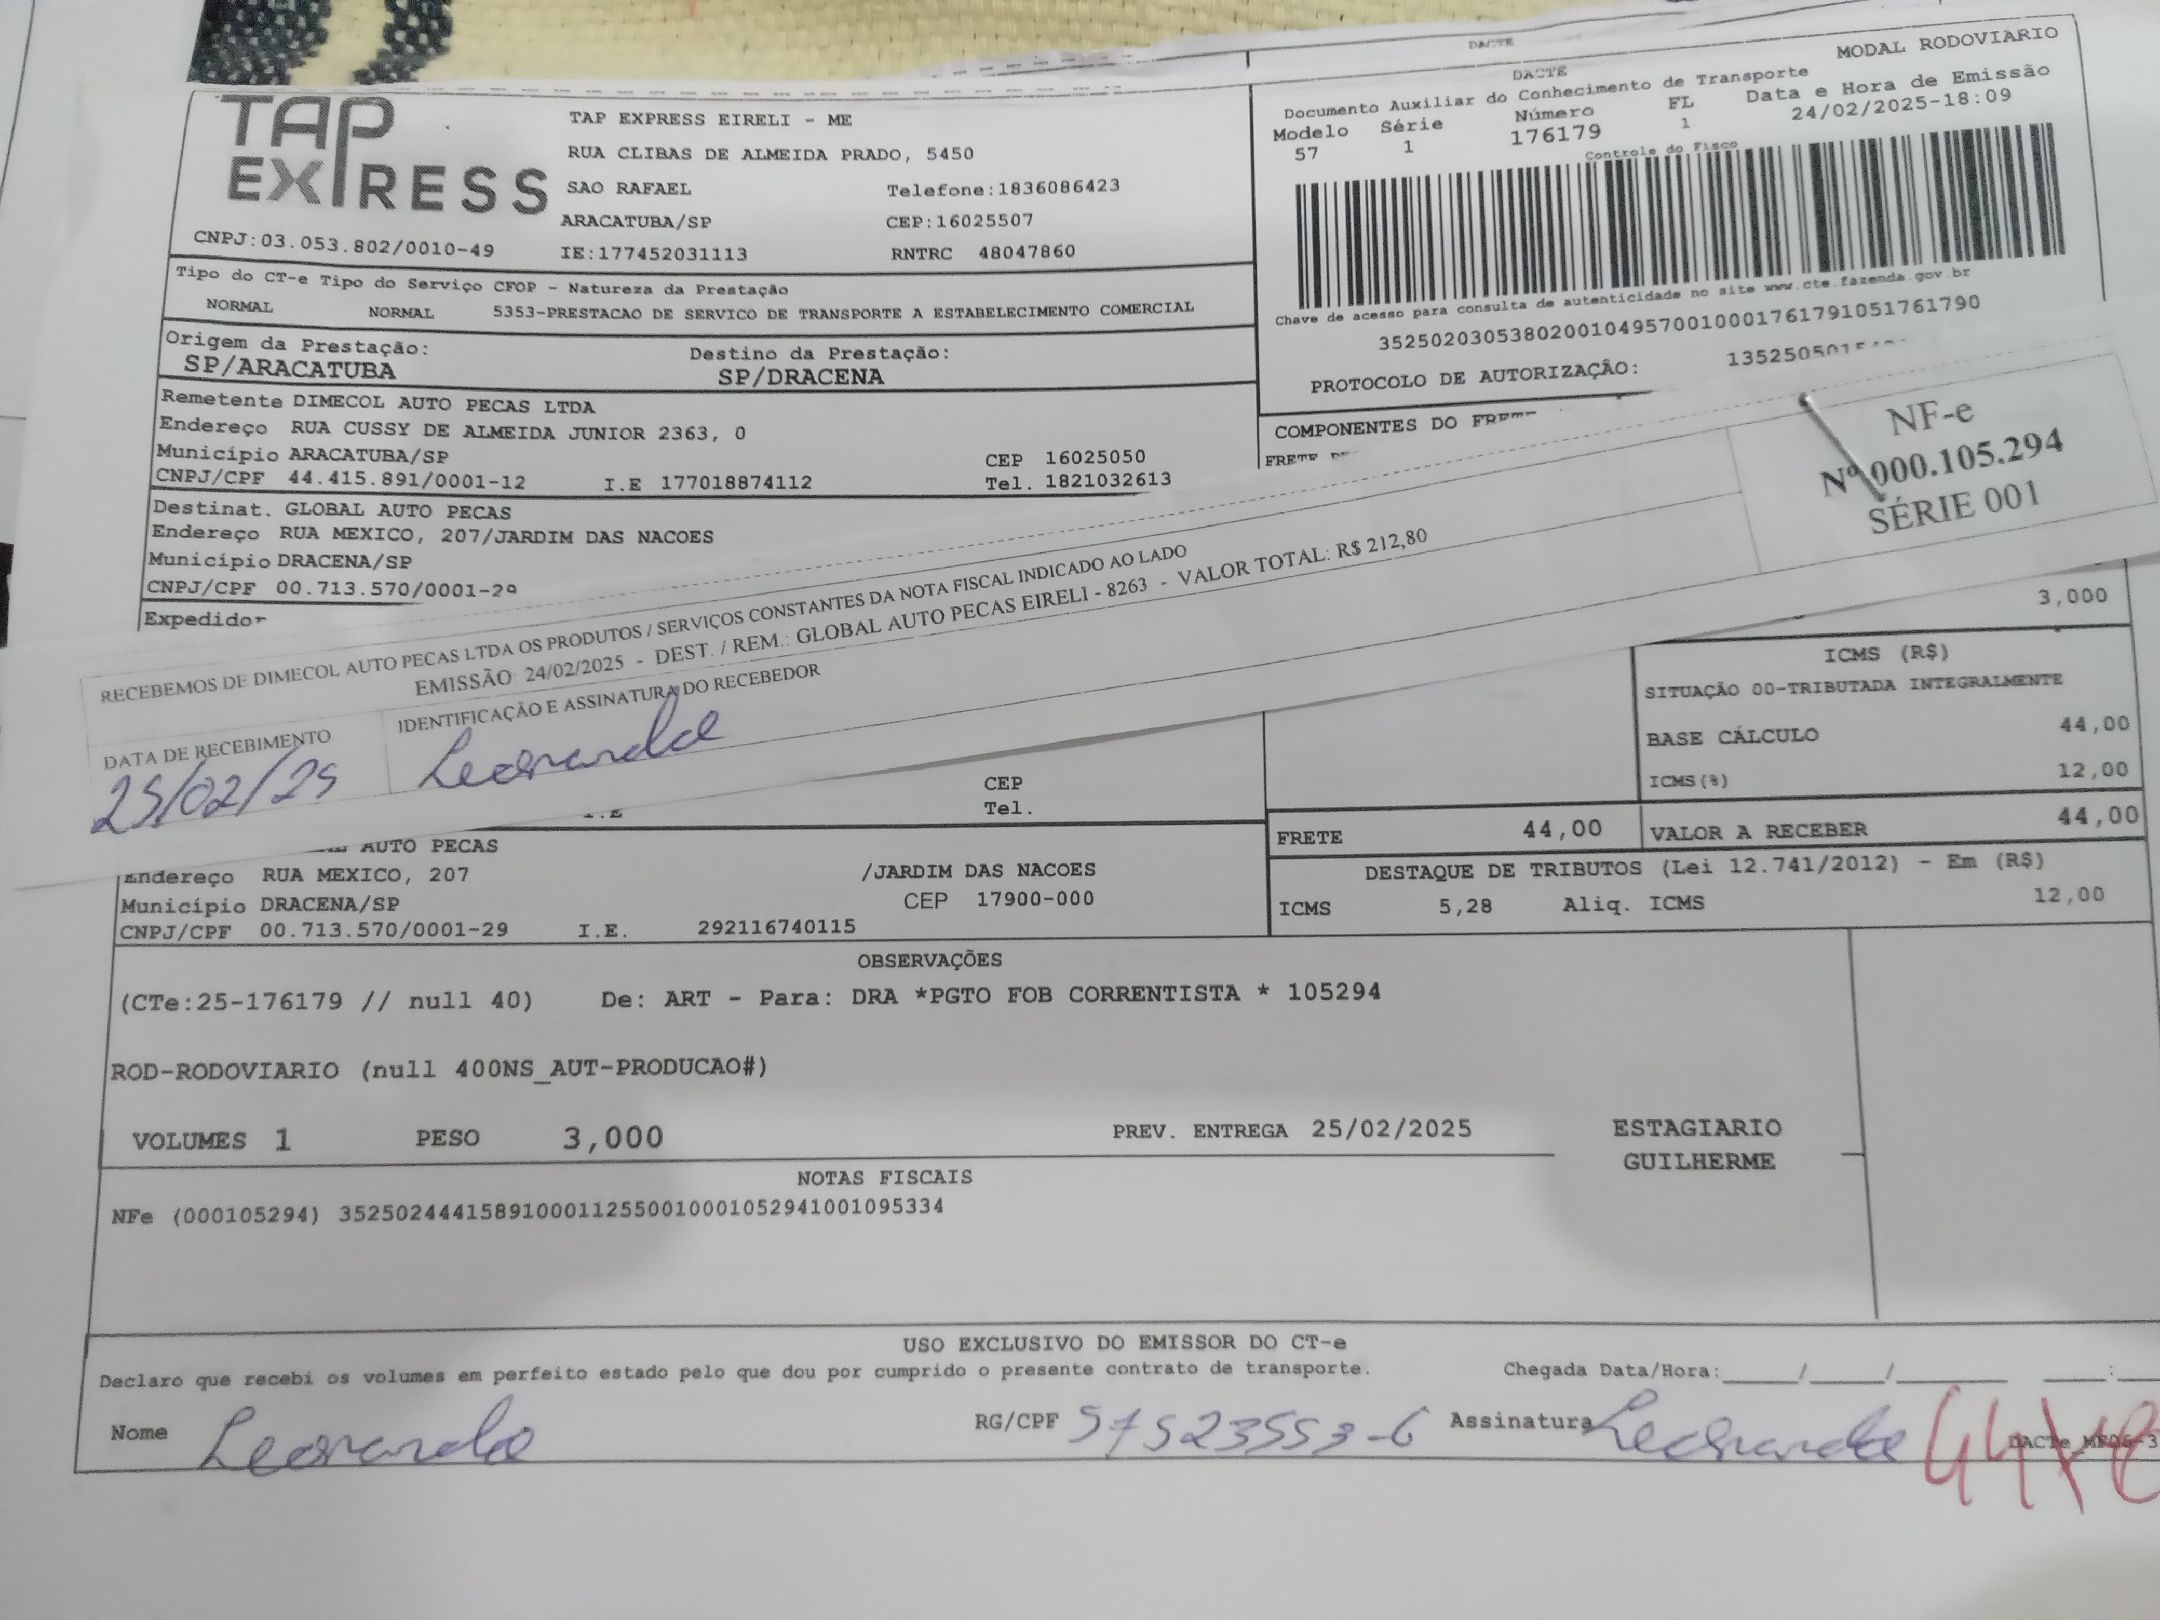 DACTE
TAP EXPRESS
TAP EXPRESS EIRELI - ME
RUA CLIBAS DE ALMEIDA PRADO, 5450
SAO RAFAEL Telefone:1836086423
ARACATUBA/SP CEP:16025507
CNPJ:03.053.802/0010-49 IE:177452031113 RNTRC 48047860
DACTE MODAL RODOVIARIO
Documento Auxiliar do Conhecimento de Transporte
Modelo Série Número FL Data e Hora de Emissão
57 1 176179 1 24/02/2025-18:09
Controle do Fisco
Chave de acesso para consulta de autenticidade no site www.cte.fazenda.gov.br
35250203053802001049570010001761791051761790
PROTOCOLO DE AUTORIZAÇÃO:
Tipo do CT-e Tipo do Serviço CFOP - Natureza da Prestação
NORMAL NORMAL 5353-PRESTACAO DE SERVICO DE TRANSPORTE A ESTABELECIMENTO COMERCIAL
Origem da Prestação: Destino da Prestação:
SP/ARACATUBA SP/DRACENA
Remetente DIMECOL AUTO PECAS LTDA
Endereço RUA CUSSY DE ALMEIDA JUNIOR 2363, 0
Município ARACATUBA/SP CEP 16025050
CNPJ/CPF 44.415.891/0001-12 I.E 177018874112 Tel. 1821032613
Destinat. GLOBAL AUTO PECAS
Endereço RUA MEXICO, 207/JARDIM DAS NACOES
Município DRACENA/SP
CNPJ/CPF 00.713.570/0001-29
Expedidor
COMPONENTES DO
NF-e
Nº 000.105.294
SÉRIE 001
RECEBEMOS DE DIMECOL AUTO PECAS LTDA OS PRODUTOS / SERVIÇOS CONSTANTES DA NOTA FISCAL INDICADO AO LADO
EMISSÃO: 24/02/2025 - DEST. / REM.: GLOBAL AUTO PECAS EIRELI - 8263 - VALOR TOTAL: R$ 212,80
DATA DE RECEBIMENTO IDENTIFICAÇÃO E ASSINATURA DO RECEBEDOR
25/02/25 Leonardo
3,000
ICMS (R$)
SITUAÇÃO 00-TRIBUTADA INTEGRALMENTE
BASE CÁLCULO 44,00
ICMS(%) 12,00
CEP
Tel.
FRETE 44,00 VALOR A RECEBER 44,00
AUTO PECAS
Endereço RUA MEXICO, 207 /JARDIM DAS NACOES
Município DRACENA/SP CEP 17900-000
CNPJ/CPF 00.713.570/0001-29 I.E. 292116740115
DESTAQUE DE TRIBUTOS (Lei 12.741/2012) - Em (R$)
ICMS 5,28 Aliq. ICMS 12,00
OBSERVAÇÕES
(CTe:25-176179 // null 40) De: ART - Para: DRA *PGTO FOB CORRENTISTA * 105294
ROD-RODOVIARIO (null 400NS_AUT-PRODUCAO#)
VOLUMES 1 PESO 3,000 PREV. ENTREGA 25/02/2025
ESTAGIARIO
GUILHERME
NOTAS FISCAIS
NFe (000105294) 35250244415891000112550010001052941001095334
USO EXCLUSIVO DO EMISSOR DO CT-e
Declaro que recebi os volumes em perfeito estado pelo que dou por cumprido o presente contrato de transporte. Chegada Data/Hora:____/____/____ ___:__
Nome Leonardo RG/CPF 57523553-6 Assinatura Leonardo